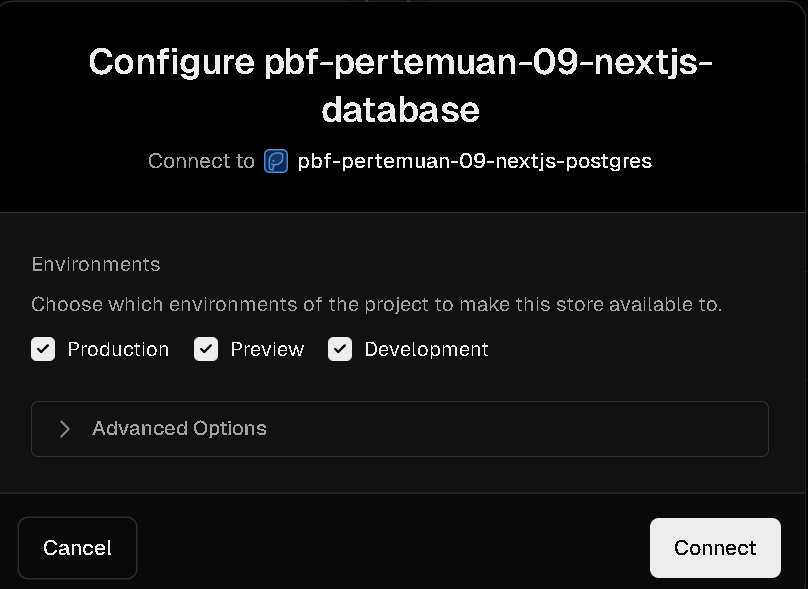 Configure pbf-pertemuan-09-nextjs-
database
Connect to pbf-pertemuan-09-nextjs-postgres
Environments
Choose which environments of the project to make this store available to.
Production Preview Development
Advanced Options
Cancel Connect